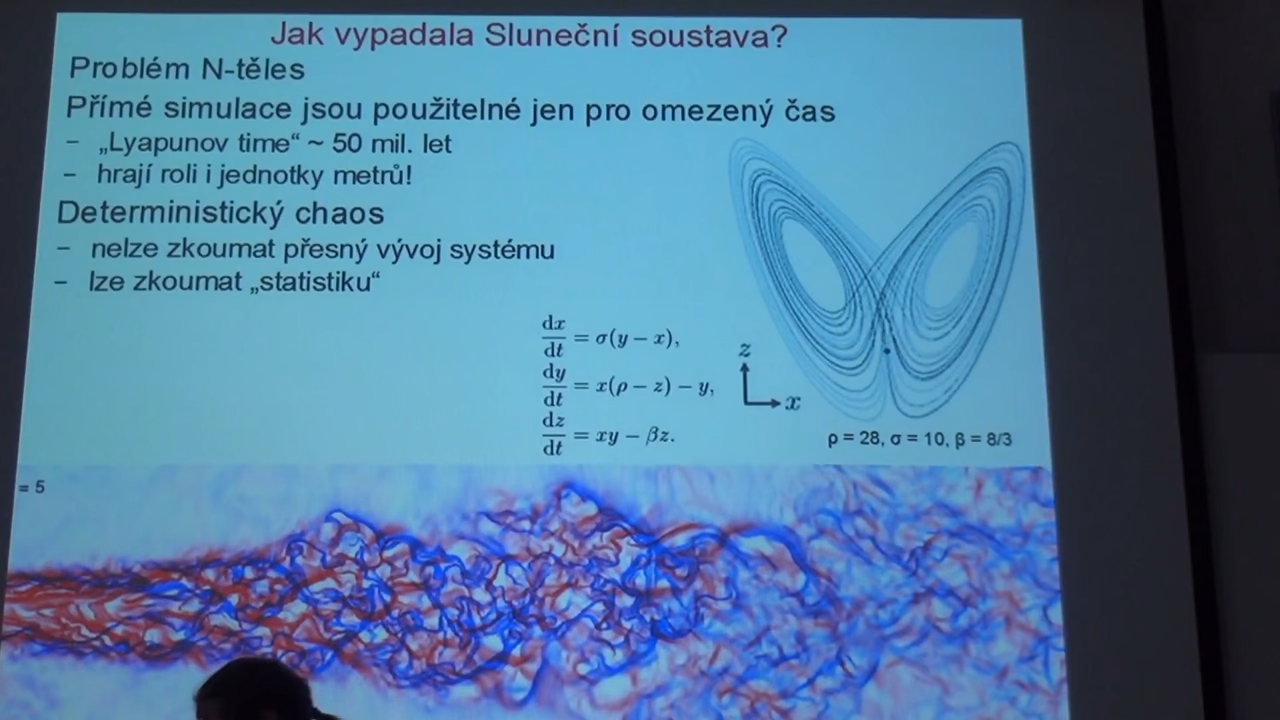 Jak vypadala Sluneční soustava?
Problém N-těles
Přímé simulace jsou použitelné jen pro omezený čas
– „Lyapunov time“ ~ 50 mil. let
– hrají roli i jednotky metrů!
Deterministický chaos
– nelze zkoumat přesný vývoj systému
– lze zkoumat „statistiku“
dx/dt = σ(y − x),
dy/dt = x(ρ − z) − y,
dz/dt = xy − βz.
z
x
ρ = 28, σ = 10, β = 8/3
= 5